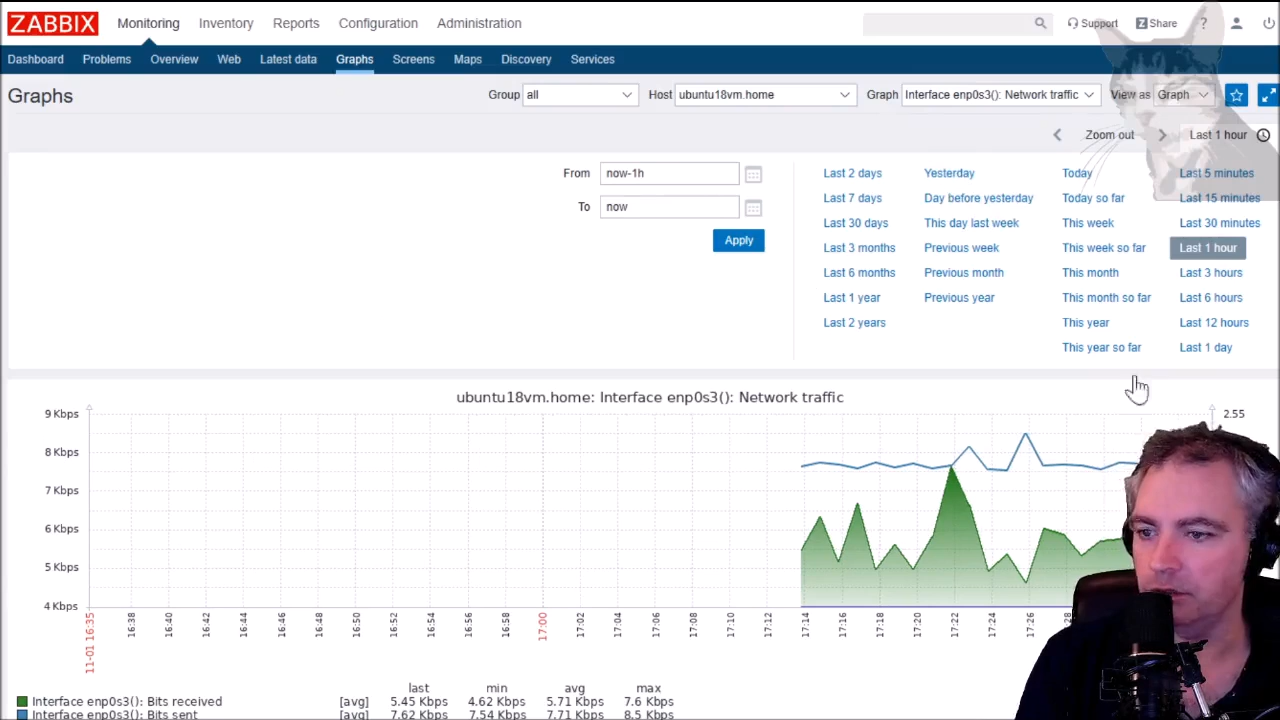 ZABBIX Monitoring Inventory Reports Configuration Administration Support Z Share ?
Dashboard Problems Overview Web Latest data Graphs Screens Maps Discovery Services
Graphs Group all Host ubuntu18vm.home Graph Interface enp0s3(): Network traffic View as Graph
Zoom out Last 1 hour
From now-1h
To now
Apply
Last 2 days Yesterday Today Last 5 minutes
Last 7 days Day before yesterday Today so far Last 15 minutes
Last 30 days This day last week This week Last 30 minutes
Last 3 months Previous week This week so far Last 1 hour
Last 6 months Previous month This month Last 3 hours
Last 1 year Previous year This month so far Last 6 hours
Last 2 years This year Last 12 hours
This year so far Last 1 day
ubuntu18vm.home: Interface enp0s3(): Network traffic
9 Kbps 2.55
8 Kbps
7 Kbps
6 Kbps
5 Kbps
4 Kbps
11-01 16:35 16:38 16:40 16:42 16:44 16:46 16:48 16:50 16:52 16:54 16:56 16:58 17:00 17:02 17:04 17:06 17:08 17:10 17:12 17:14 17:16 17:18 17:20 17:22 17:24 17:26
last min avg max
Interface enp0s3(): Bits received [avg] 5.45 Kbps 4.62 Kbps 5.71 Kbps 7.6 Kbps
Interface enp0s3(): Bits sent [avg] 7.62 Kbps 7.54 Kbps 7.71 Kbps 8.5 Kbps